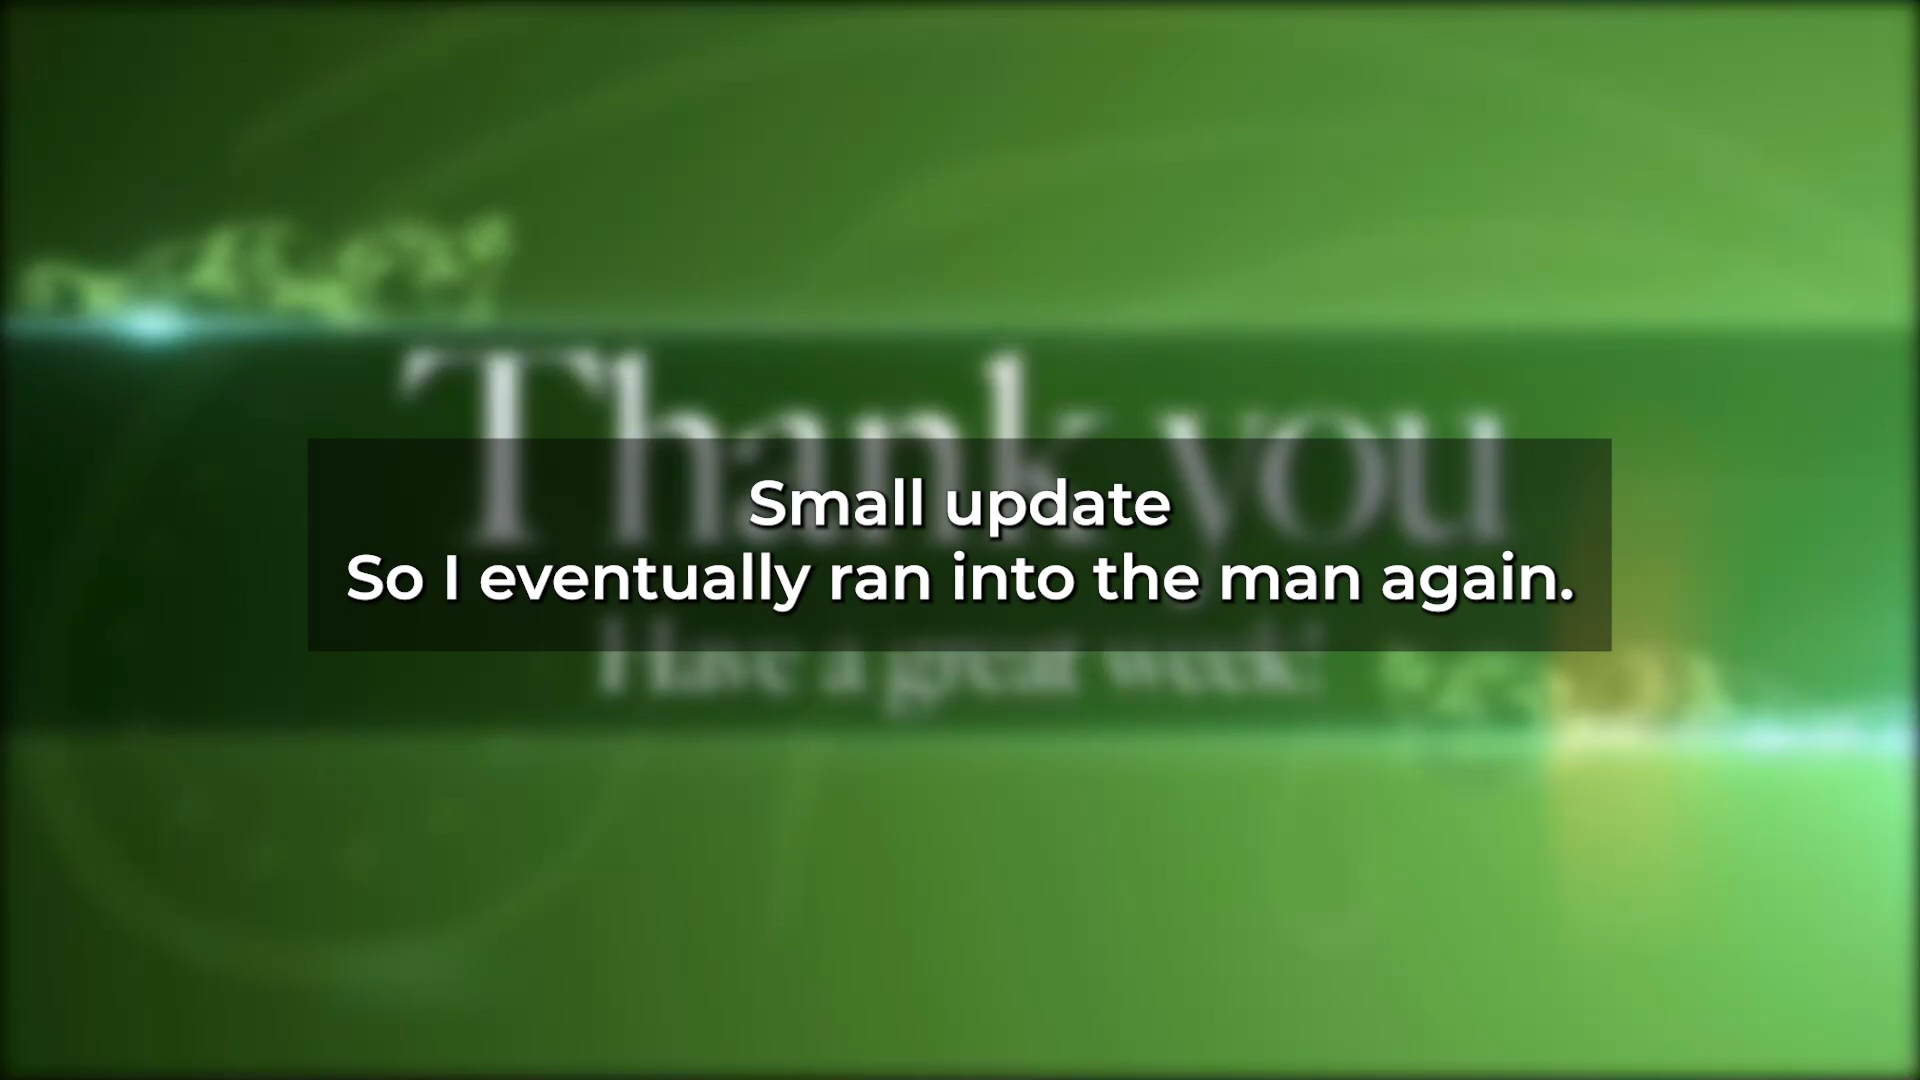 Thank you
Small update
So I eventually ran into the man again.
Have a great week!